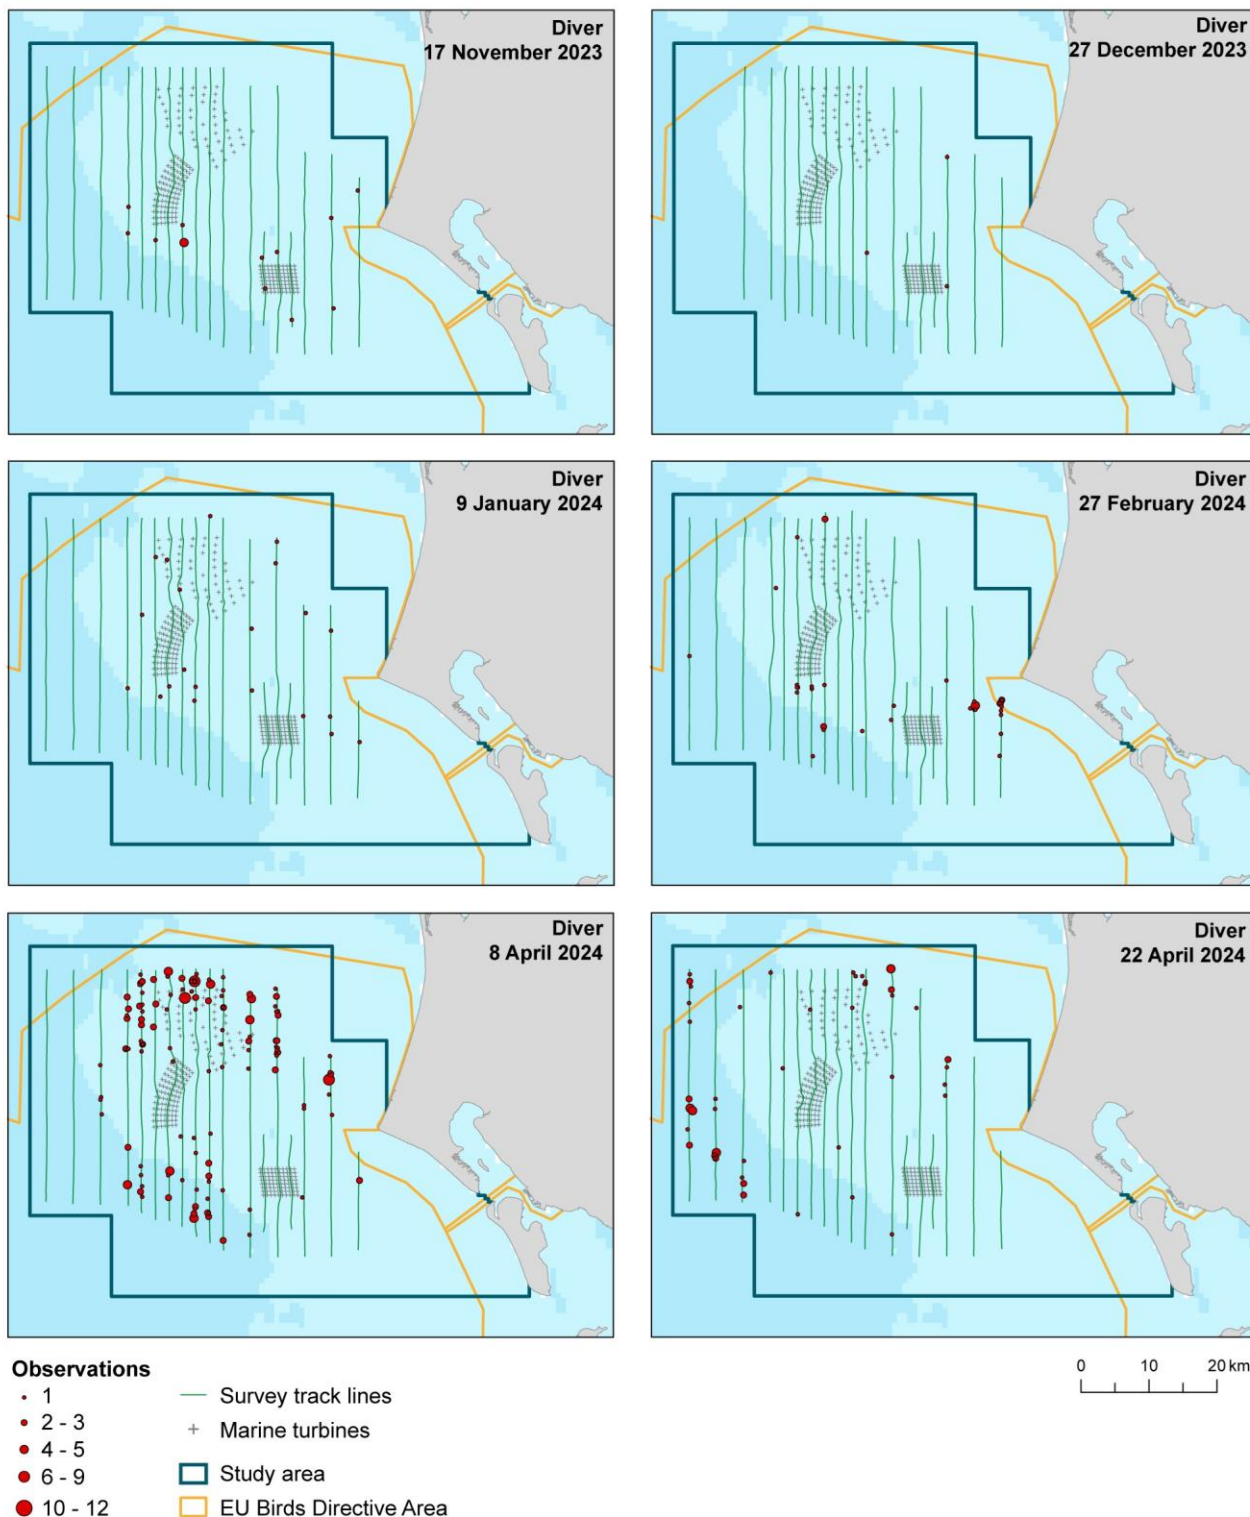 Diver
17 November 2023
Diver
27 December 2023
Diver
9 January 2024
Diver
27 February 2024
Diver
8 April 2024
Diver
22 April 2024
Observations
1
2 - 3
4 - 5
6 - 9
10 - 12
Survey track lines
Marine turbines
Study area
EU Birds Directive Area
0 10 20 km